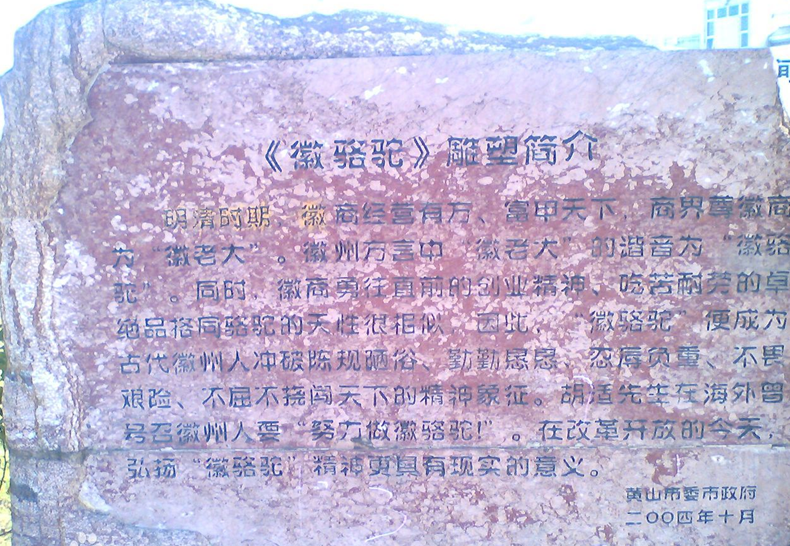 《徽骆驼》雕塑简介
明清时期、徽商经营有方、富甲天下，商界尊徽商
为“徽老大”。徽州方言中“徽老大”的谐音为“徽骆
驼”。同时，徽商勇往直前的创业精神、吃苦耐劳的卓
绝品格同骆驼的天性很相似。因此，“徽骆驼”便成为
古代徽州人冲破陈规陋俗、勤勤恳恳、忍辱负重、不畏
艰险、不屈不挠闯天下的精神象征。胡适先生在海外曾
号召徽州人要“努力做徽骆驼！”。在改革开放的今天，
弘扬“徽骆驼”精神更具有现实的意义。
黄山市委市政府
二〇〇四年十月